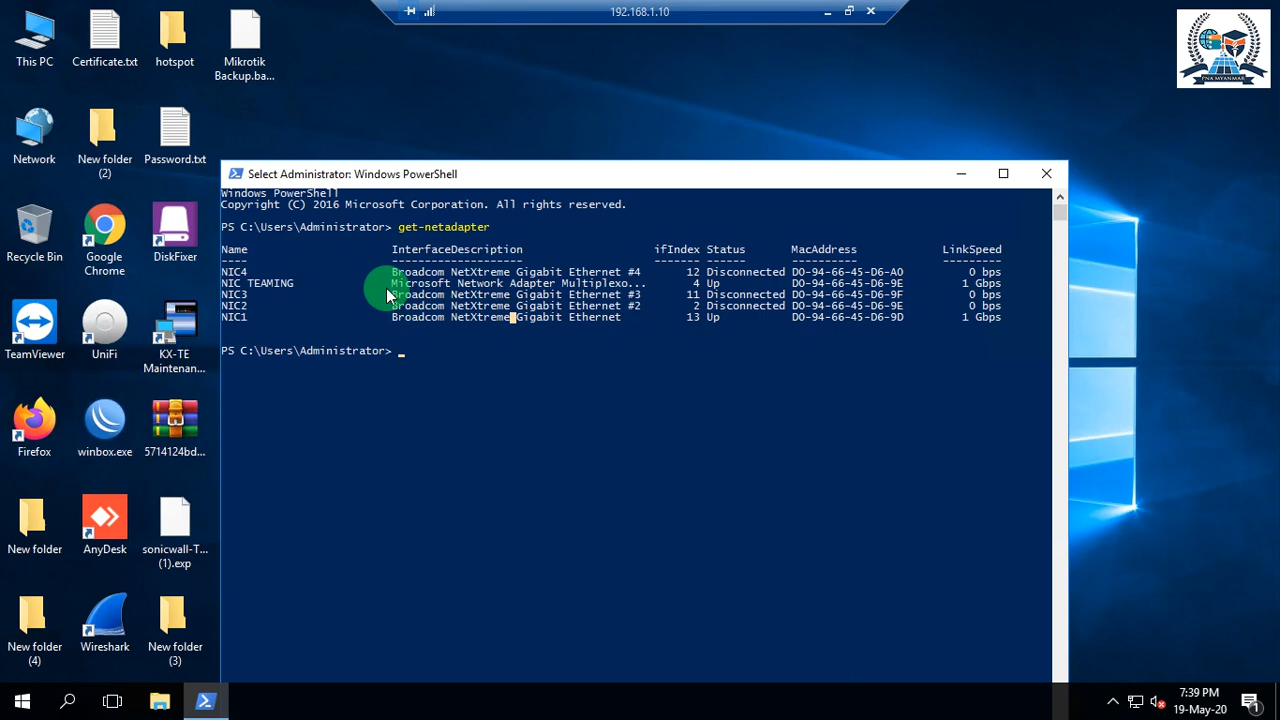 192.168.1.10
This PC
Certificate.txt
hotspot
Mikrotik
Backup.ba...
PNA MYANMAR
Network
New folder
(2)
Password.txt
Recycle Bin
Google
Chrome
DiskFixer
TeamViewer
UniFi
KX-TE
Maintenan...
Firefox
winbox.exe
5714124bd...
New folder
AnyDesk
sonicwall-T...
(1).exp
New folder
(4)
Wireshark
New folder
(3)
Select Administrator: Windows PowerShell
Windows PowerShell
Copyright (C) 2016 Microsoft Corporation. All rights reserved.
PS C:\Users\Administrator> get-netadapter
Name InterfaceDescription ifIndex Status MacAddress LinkSpeed
---- -------------------- ------- ------ ---------- ---------
NIC4 Broadcom NetXtreme Gigabit Ethernet #4 12 Disconnected D0-94-66-45-D6-A0 0 bps
NIC TEAMING Microsoft Network Adapter Multiplexo... 4 Up D0-94-66-45-D6-9E 1 Gbps
NIC3 Broadcom NetXtreme Gigabit Ethernet #3 11 Disconnected D0-94-66-45-D6-9F 0 bps
NIC2 Broadcom NetXtreme Gigabit Ethernet #2 2 Disconnected D0-94-66-45-D6-9E 0 bps
NIC1 Broadcom NetXtreme Gigabit Ethernet 13 Up D0-94-66-45-D6-9D 1 Gbps
PS C:\Users\Administrator> _
7:39 PM
19-May-20
1